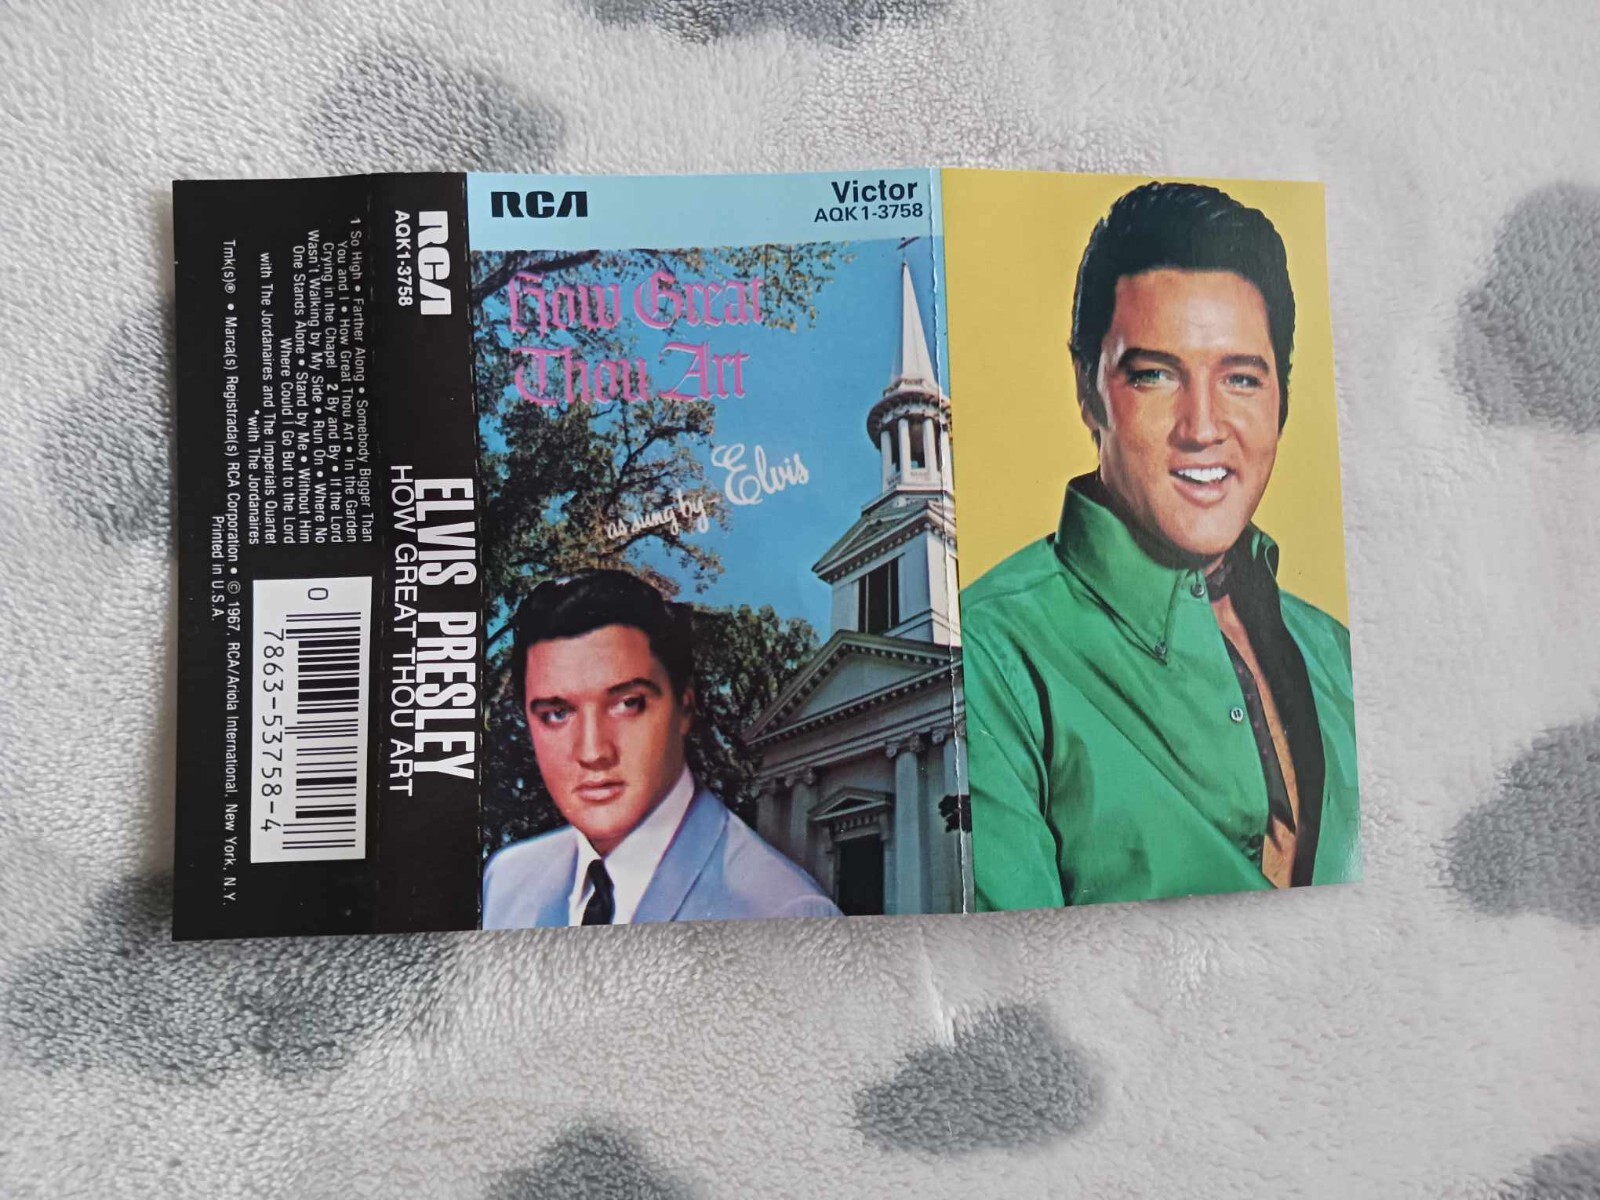 RCA
Victor
AQK1-3758
How Great
Thou Art
as sung by Elvis
RCA
AQK1-3758
ELVIS PRESLEY
HOW GREAT THOU ART
1 So High • Farther Along • Somebody Bigger Than
You and I • How Great Thou Art • In the Garden
Crying in the Chapel 2 By and By • If the Lord
Wasn't Walking by My Side • Run On • Where No
One Stands Alone • Stand by Me • Without Him
Where Could I Go But to the Lord
with The Jordanaires and The Imperials Quartet
*with The Jordanaires
Tmk(s)® • Marca(s) Registrada(s) RCA Corporation • © 1967, RCA/Ariola International, New York, N.Y.
Printed in U.S.A.
0 7863-53758-4